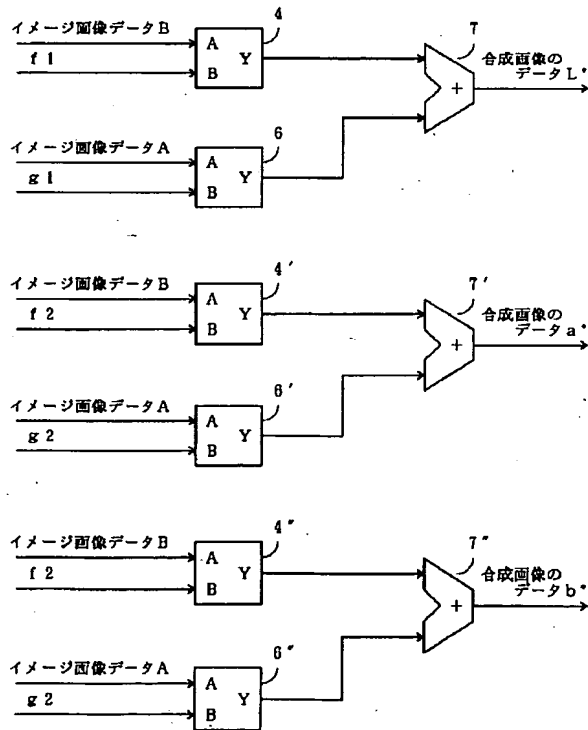 イメージ画像データB
f 1
A
B
Y
4
7
合成画像の
データL*
+
イメージ画像データA
g 1
A
B
Y
6
イメージ画像データB
f 2
A
B
Y
4′
7′
合成画像の
データa*
+
イメージ画像データA
g 2
A
B
Y
6′
イメージ画像データB
f 2
A
B
Y
4″
7″
合成画像の
データb*
+
イメージ画像データA
g 2
A
B
Y
6″